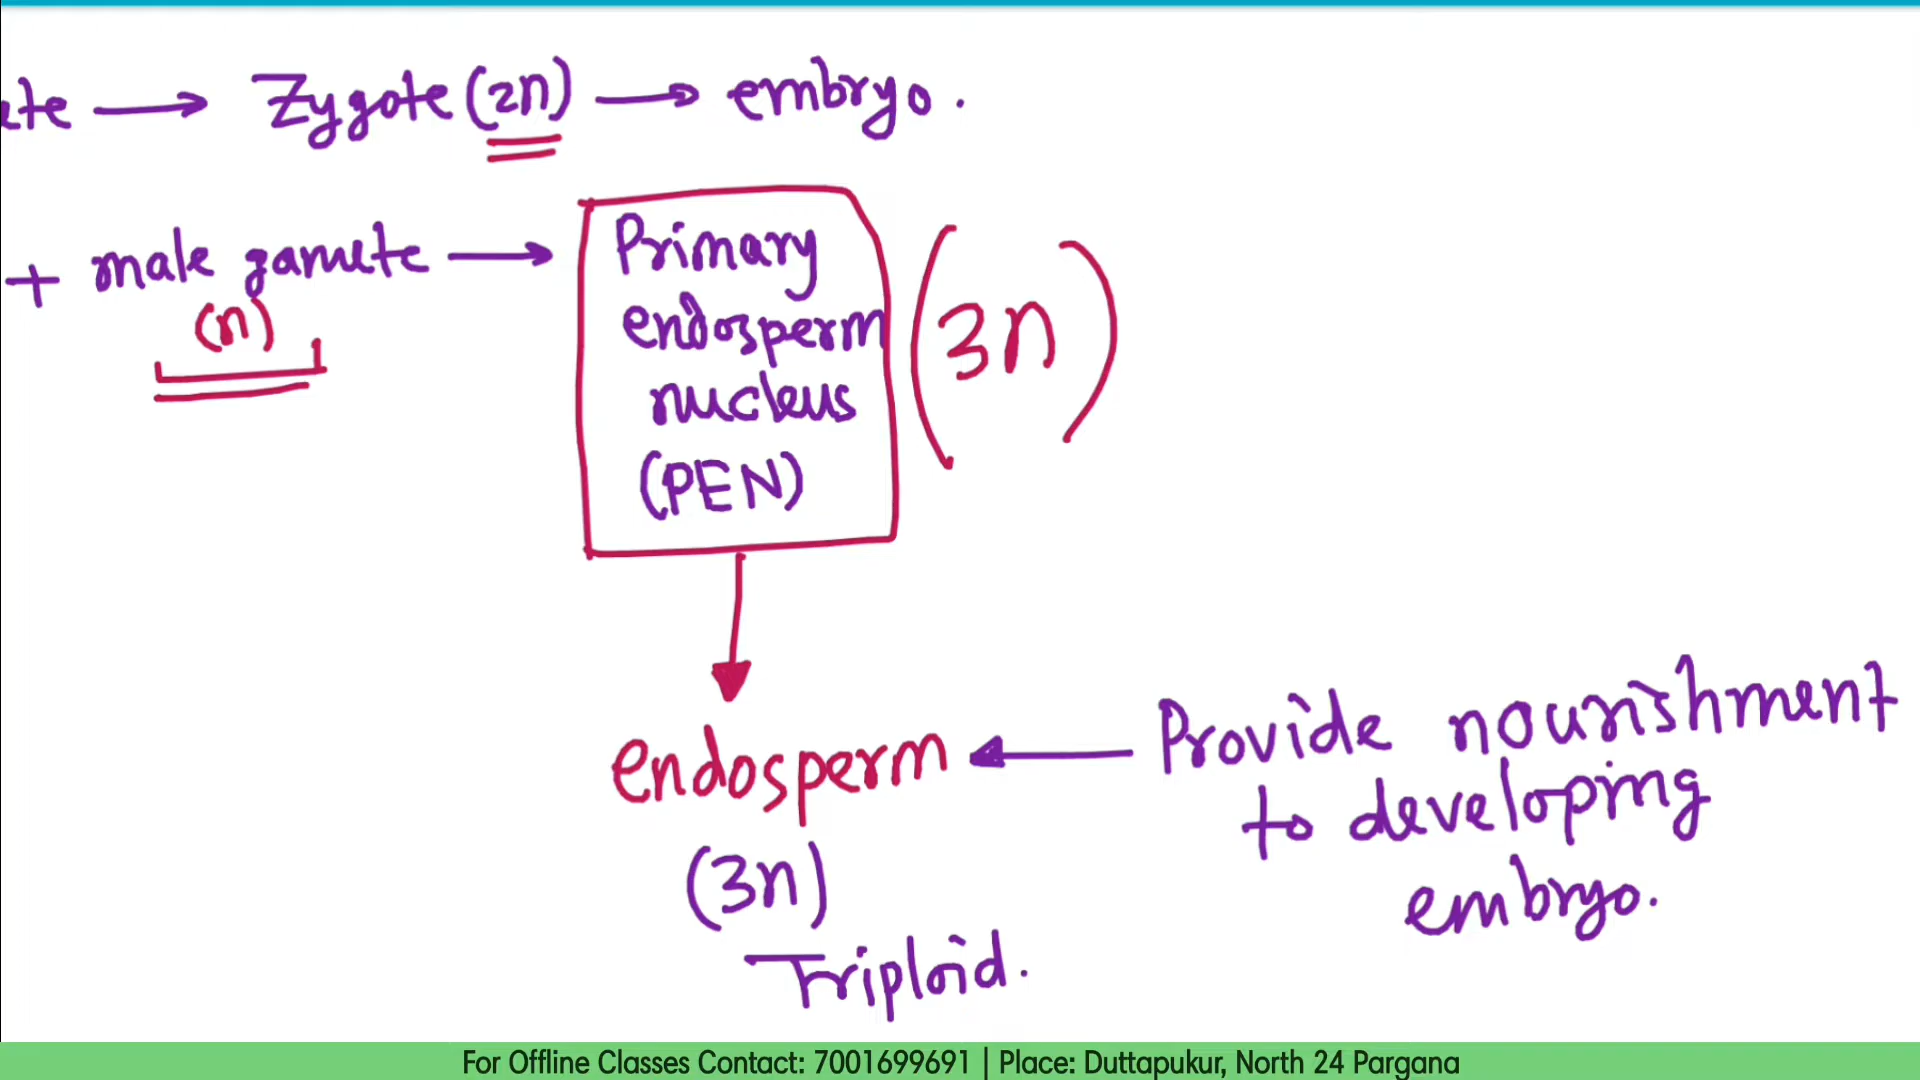 ete → Zygote (2n) → embryo.
+ male gamete →
(n)
Primary
endosperm
nucleus
(PEN)
(3n)
endosperm ← Provide nourishment
to developing
embryo.
(3n)
Triploid.
For Offline Classes Contact: 7001699691 | Place: Duttapukur, North 24 Pargana